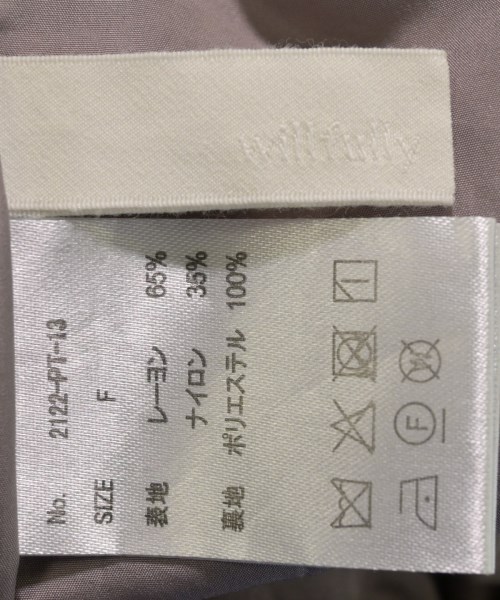 No. 2122-PT-13
SIZE F
表地 レーヨン 65%
ナイロン 35%
裏地 ポリエステル 100%
F
W